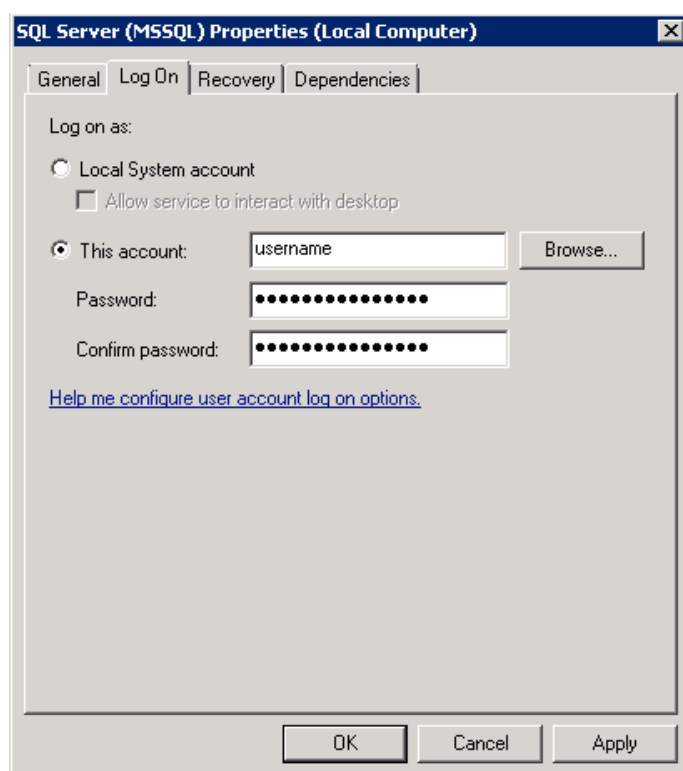 SQL Server (MSSQL) Properties (Local Computer)
General Log On Recovery Dependencies
Log on as:
Local System account
Allow service to interact with desktop
This account: username Browse...
Password: •••••••••••••••
Confirm password: •••••••••••••••
Help me configure user account log on options.
OK Cancel Apply